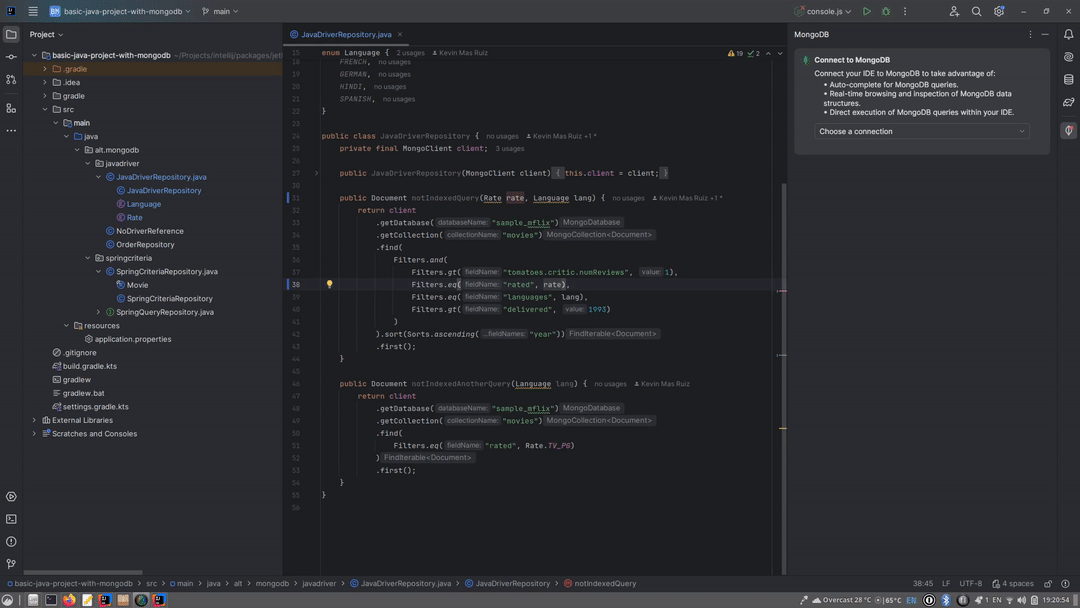 BM basic-java-project-with-mongodb main console.js
Project
basic-java-project-with-mongodb ~/Projects/intellij/packages/jet
.gradle
.idea
gradle
src
main
java
alt.mongodb
javadriver
JavaDriverRepository.java
JavaDriverRepository
Language
Rate
NoDriverReference
OrderRepository
springcriteria
SpringCriteriaRepository.java
Movie
SpringCriteriaRepository
SpringQueryRepository.java
resources
application.properties
.gitignore
build.gradle.kts
gradlew
gradlew.bat
settings.gradle.kts
External Libraries
Scratches and Consoles
JavaDriverRepository.java
15 enum Language { 2 usages Kevin Mas Ruiz
19 2
18 FRENCH, no usages
19 GERMAN, no usages
20 HINDI, no usages
21 SPANISH, no usages
22 }
23
24 public class JavaDriverRepository { no usages Kevin Mas Ruiz +1 *
25 private final MongoClient client; 3 usages
26
27 public JavaDriverRepository(MongoClient client) { this.client = client; }
30
31 public Document notIndexedQuery(Rate rate, Language lang) { no usages Kevin Mas Ruiz +1 *
32 return client
33 .getDatabase( databaseName: "sample_mflix") MongoDatabase
34 .getCollection( collectionName: "movies") MongoCollection<Document>
35 .find(
36 Filters.and(
37 Filters.gt( fieldName: "tomatoes.critic.numReviews", value: 1),
38 Filters.eq( fieldName: "rated", rate),
39 Filters.eq( fieldName: "languages", lang),
40 Filters.gt( fieldName: "delivered", value: 1993)
41 )
42 ).sort(Sorts.ascending( ...fieldNames: "year")) FindIterable<Document>
43 .first();
44 }
45
46 public Document notIndexedAnotherQuery(Language lang) { no usages Kevin Mas Ruiz
47 return client
48 .getDatabase( databaseName: "sample_mflix") MongoDatabase
49 .getCollection( collectionName: "movies") MongoCollection<Document>
50 .find(
51 Filters.eq( fieldName: "rated", Rate.TV_PG)
52 ) FindIterable<Document>
53 .first();
54 }
55 }
56
MongoDB
Connect to MongoDB
Connect your IDE to MongoDB to take advantage of:
• Auto-complete for MongoDB queries.
• Real-time browsing and inspection of MongoDB data
structures.
• Direct execution of MongoDB queries within your IDE.
Choose a connection
basic-java-project-with-mongodb › src › main › java › alt › mongodb › javadriver › JavaDriverRepository.java › JavaDriverRepository › notIndexedQuery 38:45 LF UTF-8 4 spaces
Overcast 28 °C 65°C EN 1 EN 19:20:54